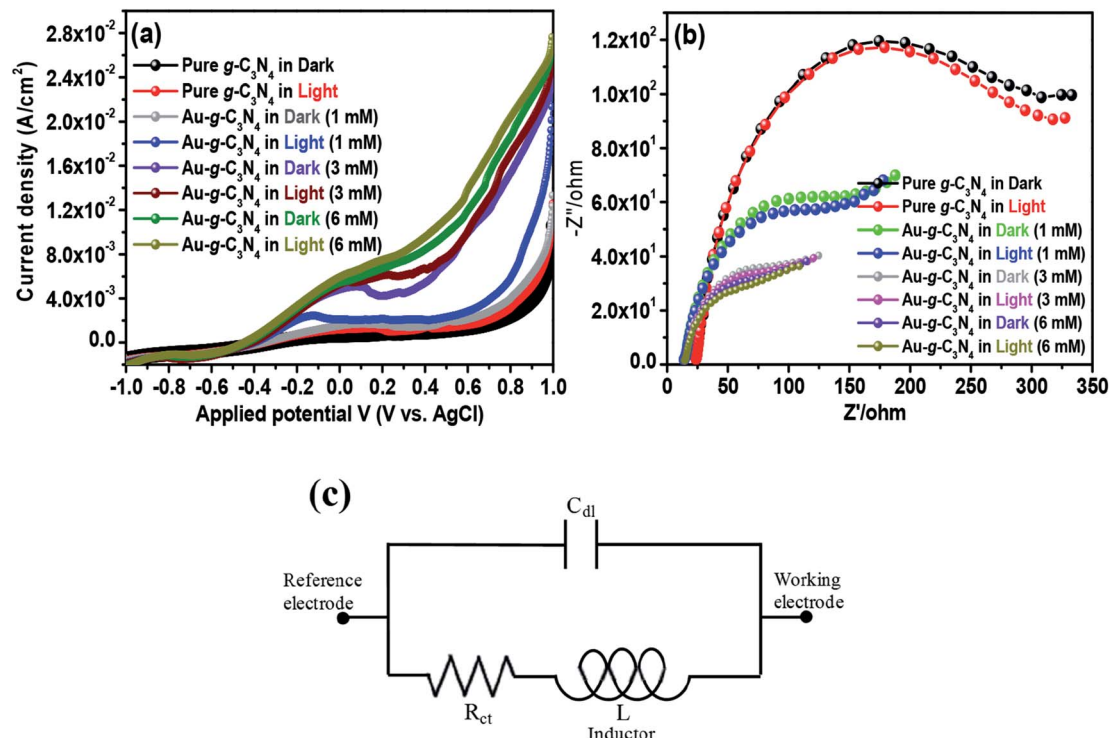 (a)
2.8x10⁻²
2.4x10⁻²
2.0x10⁻²
1.6x10⁻²
1.2x10⁻²
8.0x10⁻³
4.0x10⁻³
0.0
Current density (A/cm²)
Pure g-C₃N₄ in Dark
Pure g-C₃N₄ in Light
Au-g-C₃N₄ in Dark (1 mM)
Au-g-C₃N₄ in Light (1 mM)
Au-g-C₃N₄ in Dark (3 mM)
Au-g-C₃N₄ in Light (3 mM)
Au-g-C₃N₄ in Dark (6 mM)
Au-g-C₃N₄ in Light (6 mM)
-1.0 -0.8 -0.6 -0.4 -0.2 0.0 0.2 0.4 0.6 0.8 1.0
Applied potential V (V vs. AgCl)
(b)
1.2x10²
1.0x10²
8.0x10¹
6.0x10¹
4.0x10¹
2.0x10¹
0.0
-Z"/ohm
Pure g-C₃N₄ in Dark
Pure g-C₃N₄ in Light
Au-g-C₃N₄ in Dark (1 mM)
Au-g-C₃N₄ in Light (1 mM)
Au-g-C₃N₄ in Dark (3 mM)
Au-g-C₃N₄ in Light (3 mM)
Au-g-C₃N₄ in Dark (6 mM)
Au-g-C₃N₄ in Light (6 mM)
0 50 100 150 200 250 300 350
Z'/ohm
(c)
C_dl
Reference
electrode
Working
electrode
R_ct
L
Inductor